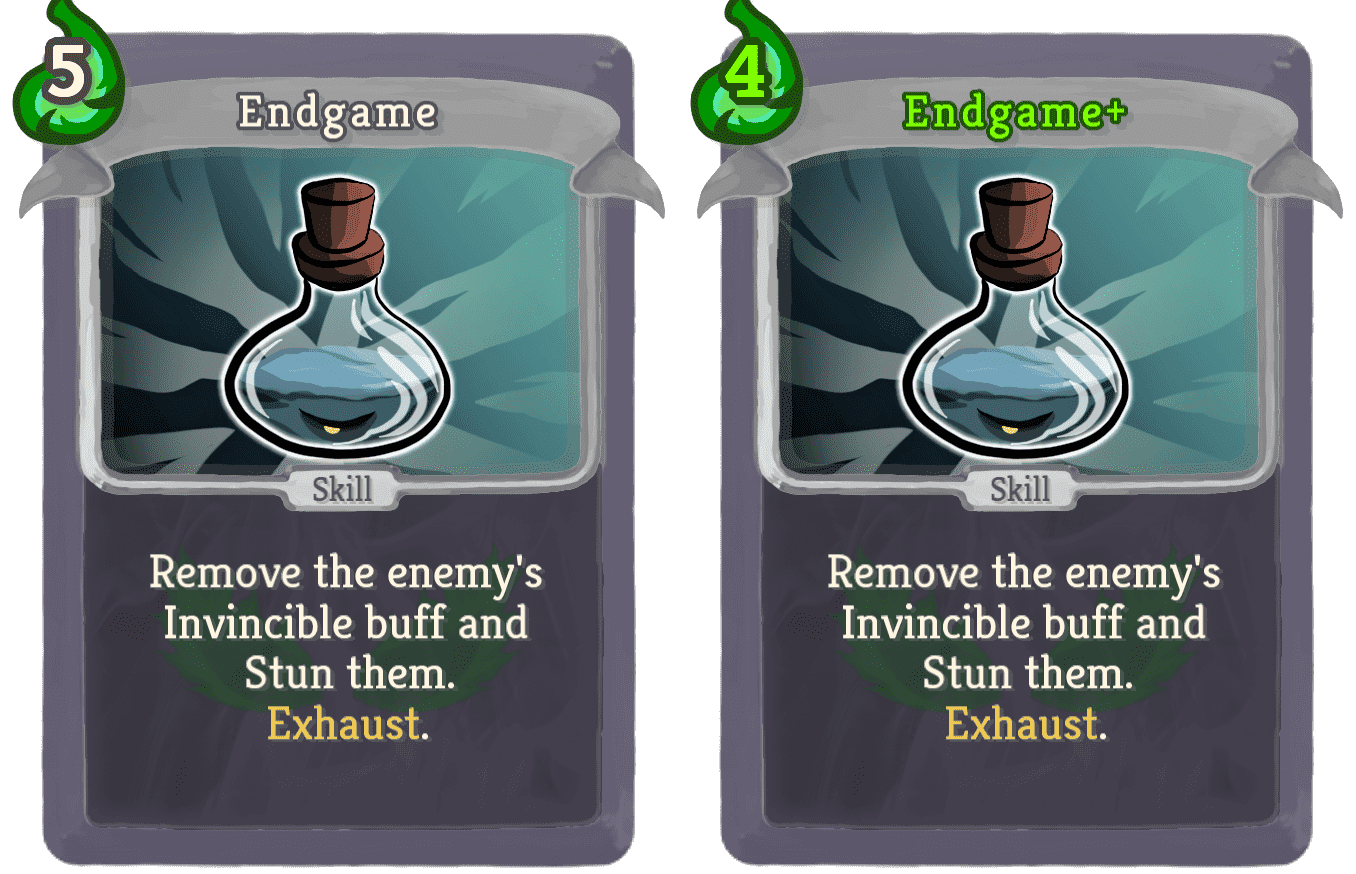 5
Endgame
Skill
Remove the enemy's
Invincible buff and
Stun them.
Exhaust.
4
Endgame+
Skill
Remove the enemy's
Invincible buff and
Stun them.
Exhaust.